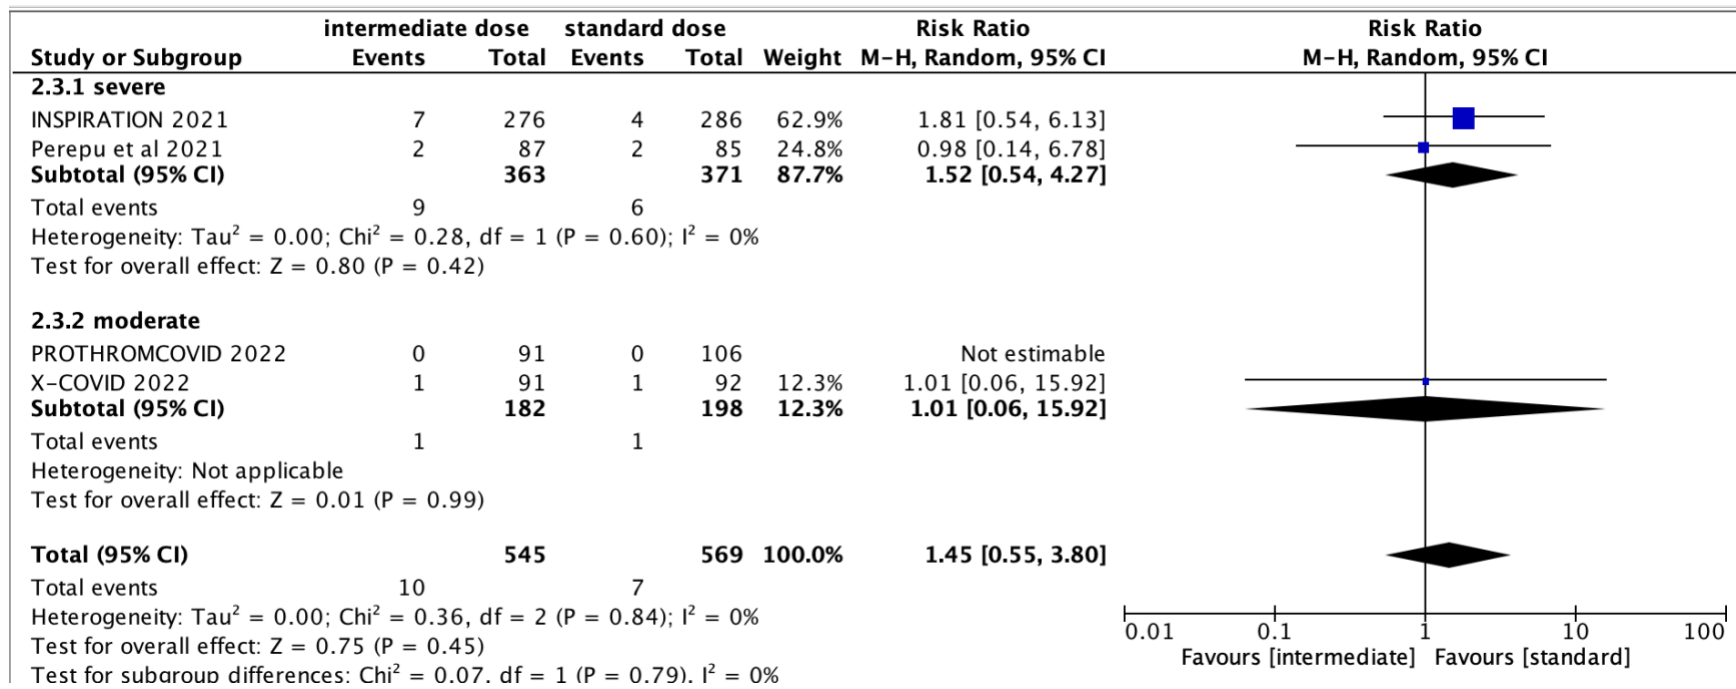 intermediate dose standard dose Risk Ratio Risk Ratio
Study or Subgroup Events Total Events Total Weight M-H, Random, 95% CI M-H, Random, 95% CI
2.3.1 severe
INSPIRATION 2021 7 276 4 286 62.9% 1.81 [0.54, 6.13]
Perepu et al 2021 2 87 2 85 24.8% 0.98 [0.14, 6.78]
Subtotal (95% CI) 363 371 87.7% 1.52 [0.54, 4.27]
Total events 9 6
Heterogeneity: Tau² = 0.00; Chi² = 0.28, df = 1 (P = 0.60); I² = 0%
Test for overall effect: Z = 0.80 (P = 0.42)
2.3.2 moderate
PROTHROMCOVID 2022 0 91 0 106 Not estimable
X-COVID 2022 1 91 1 92 12.3% 1.01 [0.06, 15.92]
Subtotal (95% CI) 182 198 12.3% 1.01 [0.06, 15.92]
Total events 1 1
Heterogeneity: Not applicable
Test for overall effect: Z = 0.01 (P = 0.99)
Total (95% CI) 545 569 100.0% 1.45 [0.55, 3.80]
Total events 10 7
Heterogeneity: Tau² = 0.00; Chi² = 0.36, df = 2 (P = 0.84); I² = 0%
Test for overall effect: Z = 0.75 (P = 0.45)
Test for subgroup differences: Chi² = 0.07, df = 1 (P = 0.79), I² = 0%
0.01 0.1 1 10 100
Favours [intermediate] Favours [standard]